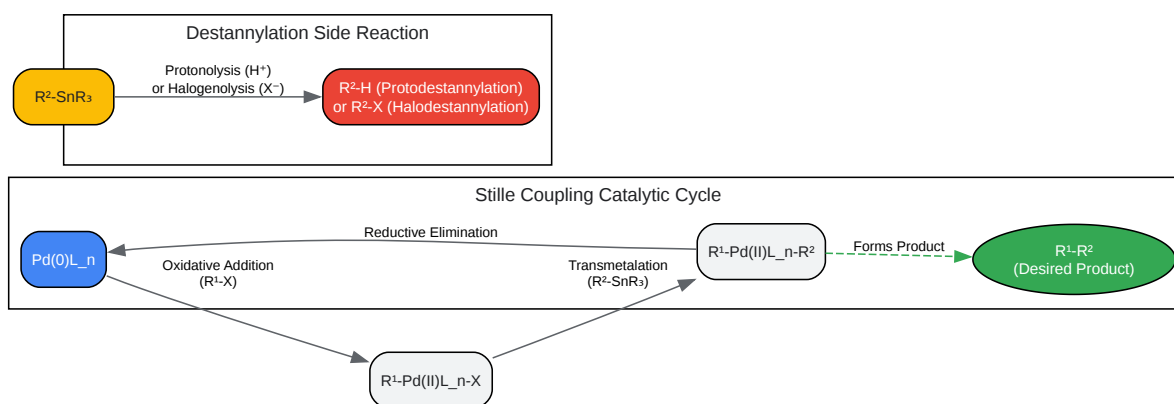 Destannylation Side Reaction
Protonolysis (H⁺)
or Halogenolysis (X⁻)
R²-SnR₃
R²-H (Protodestannylation)
or R²-X (Halodestannylation)
Stille Coupling Catalytic Cycle
Reductive Elimination
Forms Product
Pd(0)L_n
Oxidative Addition
(R¹-X)
Transmetalation
(R²-SnR₃)
R¹-Pd(II)L_n-R²
R¹-R²
(Desired Product)
R¹-Pd(II)L_n-X